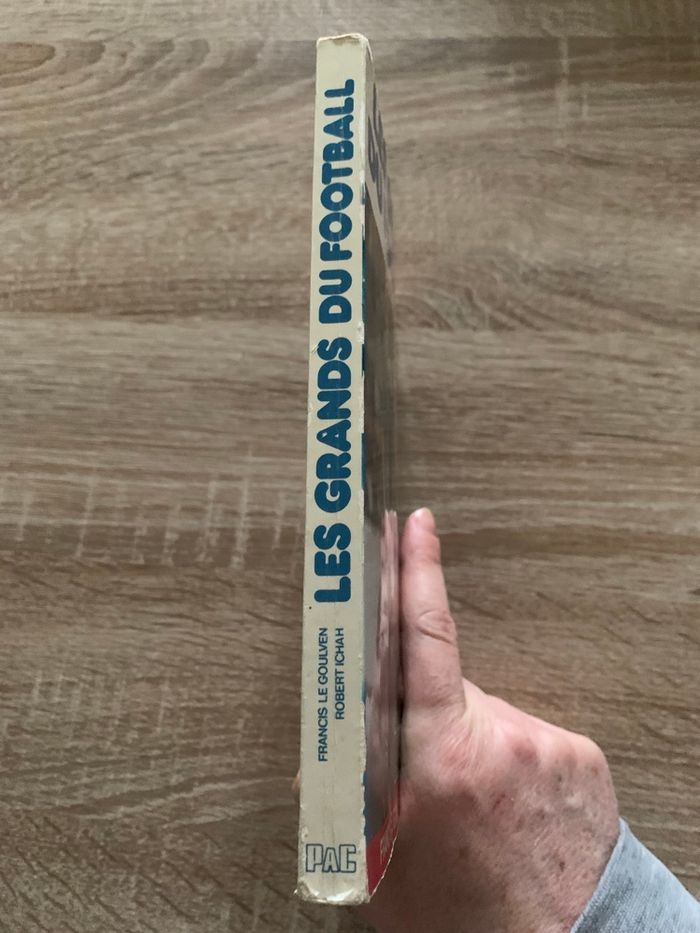 LES GRANDS DU FOOTBALL
FRANCIS LE GOULVEN
ROBERT ICHAH
PAC